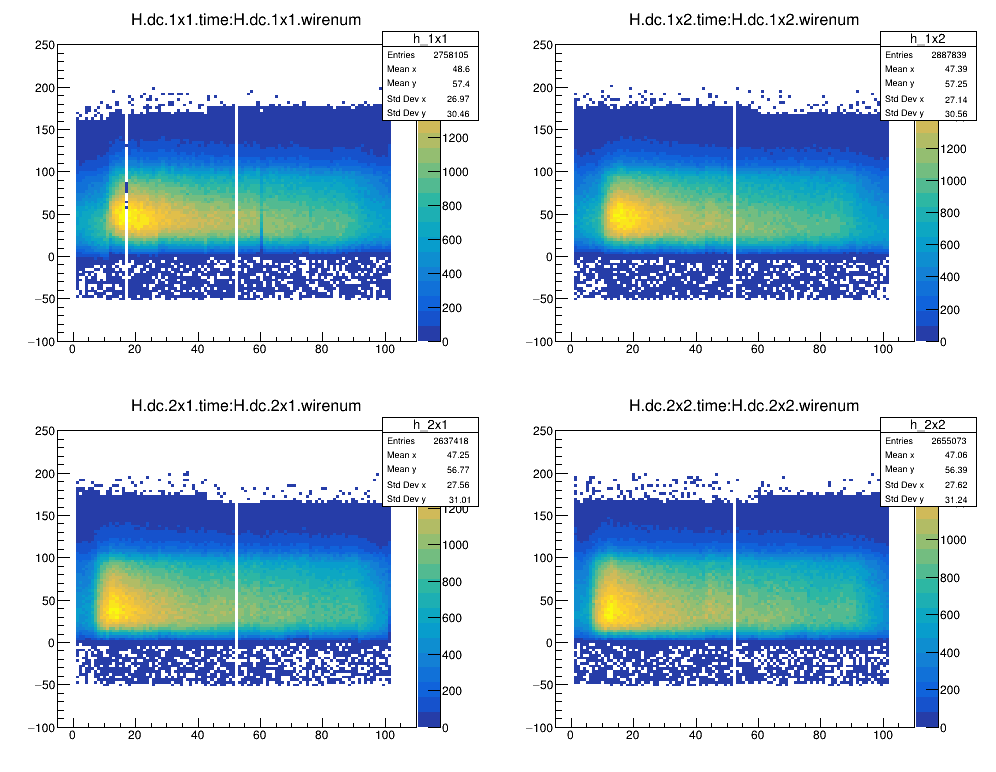 H.dc.1x1.time:H.dc.1x1.wirenum
h_1x1
Entries 2758105
Mean x 48.6
Mean y 57.4
Std Dev x 26.97
Std Dev y 30.46
250
200
150
100
50
0
−50
−100
0 20 40 60 80 100
1200
1000
800
600
400
200
0
H.dc.1x2.time:H.dc.1x2.wirenum
h_1x2
Entries 2887839
Mean x 47.39
Mean y 57.25
Std Dev x 27.14
Std Dev y 30.56
250
200
150
100
50
0
−50
−100
0 20 40 60 80 100
1200
1000
800
600
400
200
0
H.dc.2x1.time:H.dc.2x1.wirenum
h_2x1
Entries 2637418
Mean x 47.25
Mean y 56.77
Std Dev x 27.56
Std Dev y 31.01
250
200
150
100
50
0
−50
−100
0 20 40 60 80 100
1200
1000
800
600
400
200
0
H.dc.2x2.time:H.dc.2x2.wirenum
h_2x2
Entries 2655073
Mean x 47.06
Mean y 56.39
Std Dev x 27.62
Std Dev y 31.24
250
200
150
100
50
0
−50
−100
0 20 40 60 80 100
1000
800
600
400
200
0